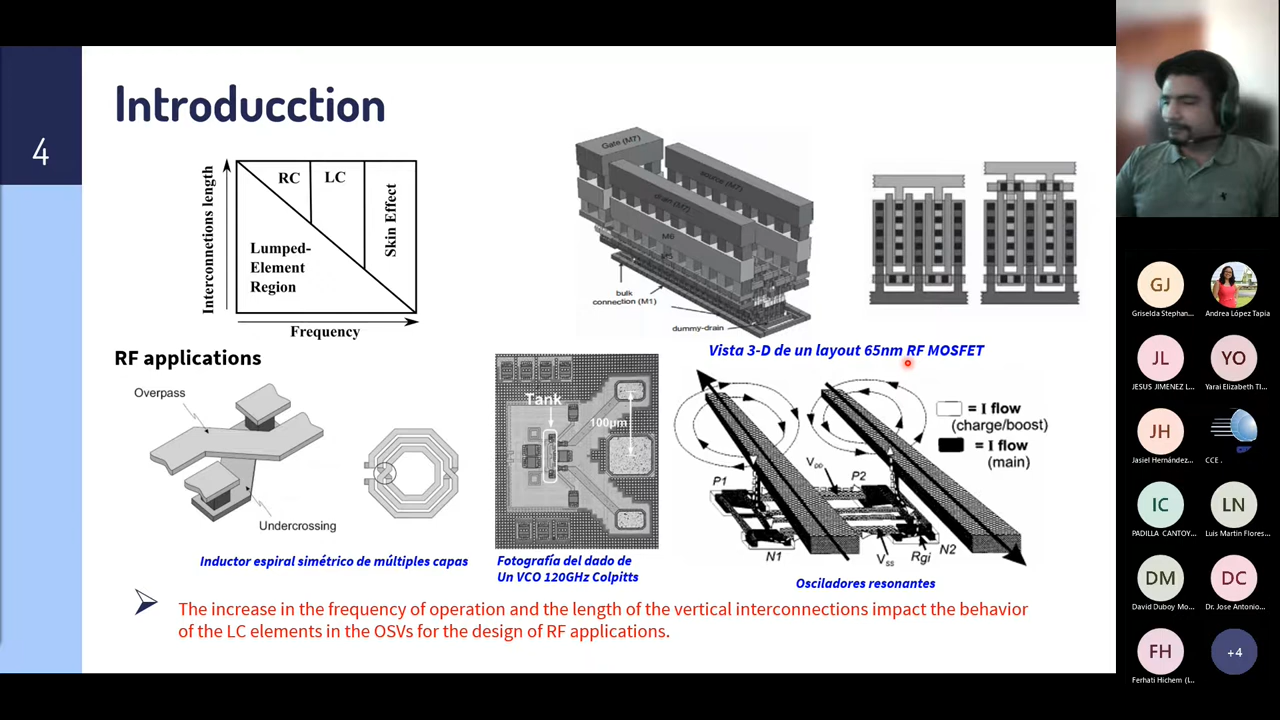 4
Introducction
Interconnetions length
RC
LC
Skin Effect
Lumped-
Element
Region
Frequency
Gate (M7)
source (M7)
drain (M7)
M6
M5
bulk
connection (M1)
dummy-drain
Vista 3-D de un layout 65nm RF MOSFET
RF applications
Overpass
Undercrossing
Inductor espiral simétrico de múltiples capas
Tank
100μm
Fotografía del dado de
Un VCO 120GHz Colpitts
= I flow
(charge/boost)
= I flow
(main)
P1
VDD
P2
N1
Vss
Rgi
N2
Osciladores resonantes
The increase in the frequency of operation and the length of the vertical interconnections impact the behavior
of the LC elements in the OSVs for the design of RF applications.
GJ
Griselda Stephan...
Andrea López Tapia
JL
JESUS JIMENEZ L...
YO
Yarai Elizabeth Tl...
JH
Jasiel Hernández...
CCE .
IC
PADILLA CANTOY...
LN
Luis Martin Flores...
DM
David Duboy Mo...
DC
Dr. Jose Antonio...
FH
Ferhati Hichem (L...
+4